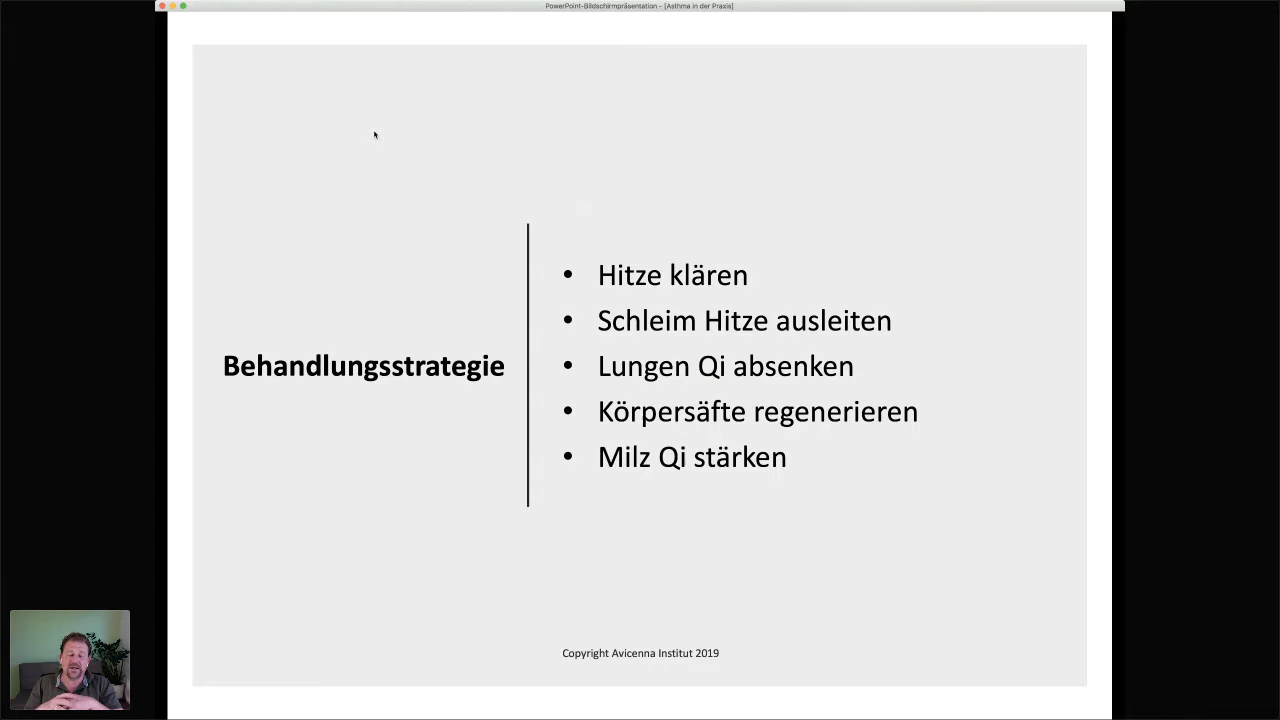 PowerPoint-Bildschirmpräsentation - [Asthma in der Praxis]
Behandlungsstrategie
• Hitze klären
• Schleim Hitze ausleiten
• Lungen Qi absenken
• Körpersäfte regenerieren
• Milz Qi stärken
Copyright Avicenna Institut 2019